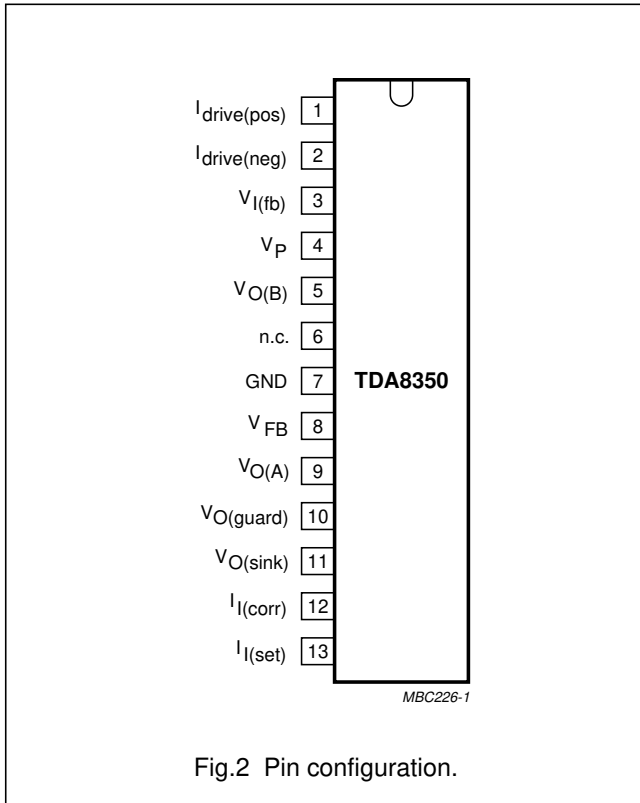 I drive(pos) 1
I drive(neg) 2
V I(fb) 3
V P 4
V O(B) 5
n.c. 6
GND 7 TDA8350
V FB 8
V O(A) 9
V O(guard) 10
V O(sink) 11
I I(corr) 12
I I(set) 13
MBC226-1
Fig.2 Pin configuration.